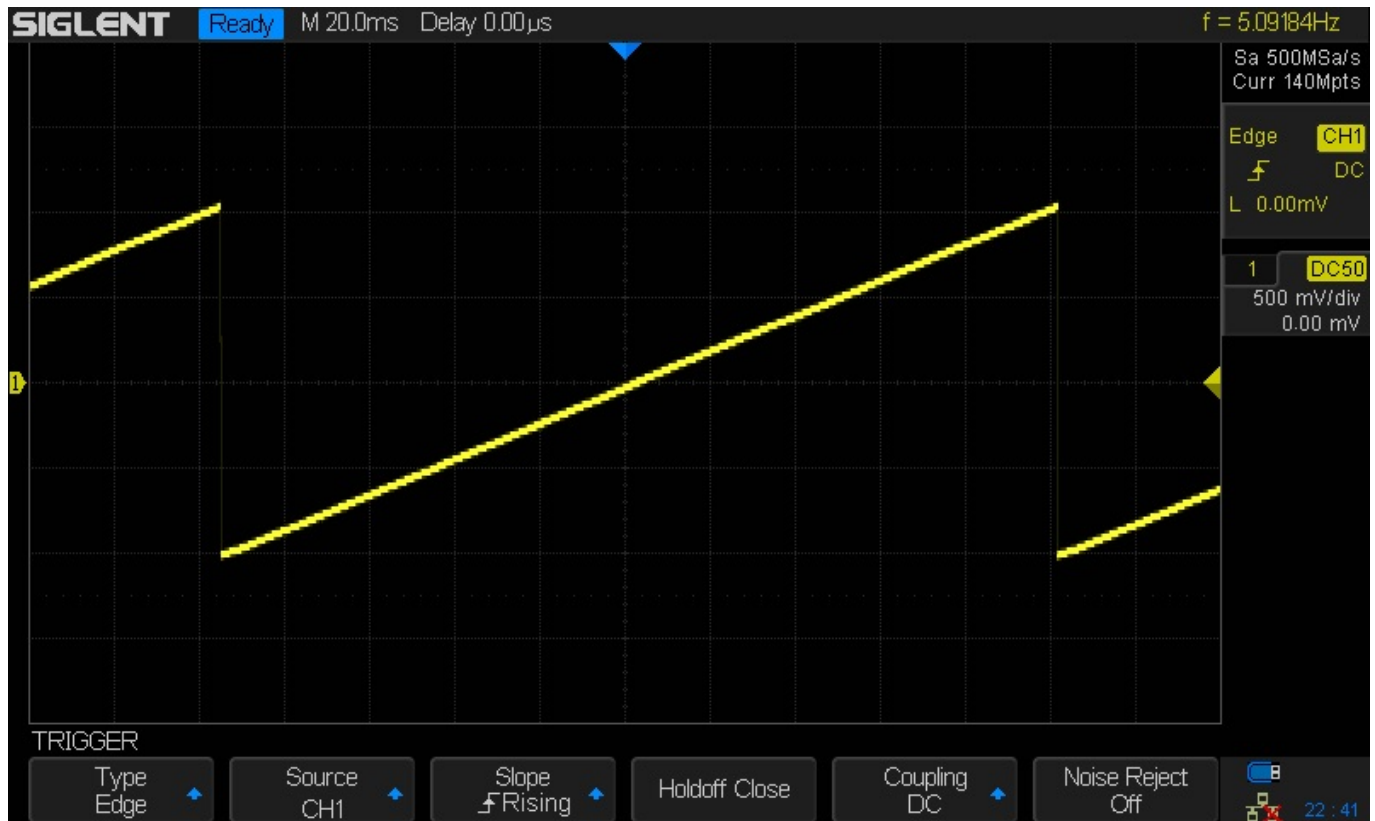 SIGLENT Ready M 20.0ms Delay 0.00µs f = 5.09184Hz
Sa 500MSa/s
Curr 140Mpts
Edge CH1
DC
L 0.00mV
1 DC50
500 mV/div
0.00 mV
1
TRIGGER
Type
Edge
Source
CH1
Slope
Rising
Holdoff Close
Coupling
DC
Noise Reject
Off
22 : 41